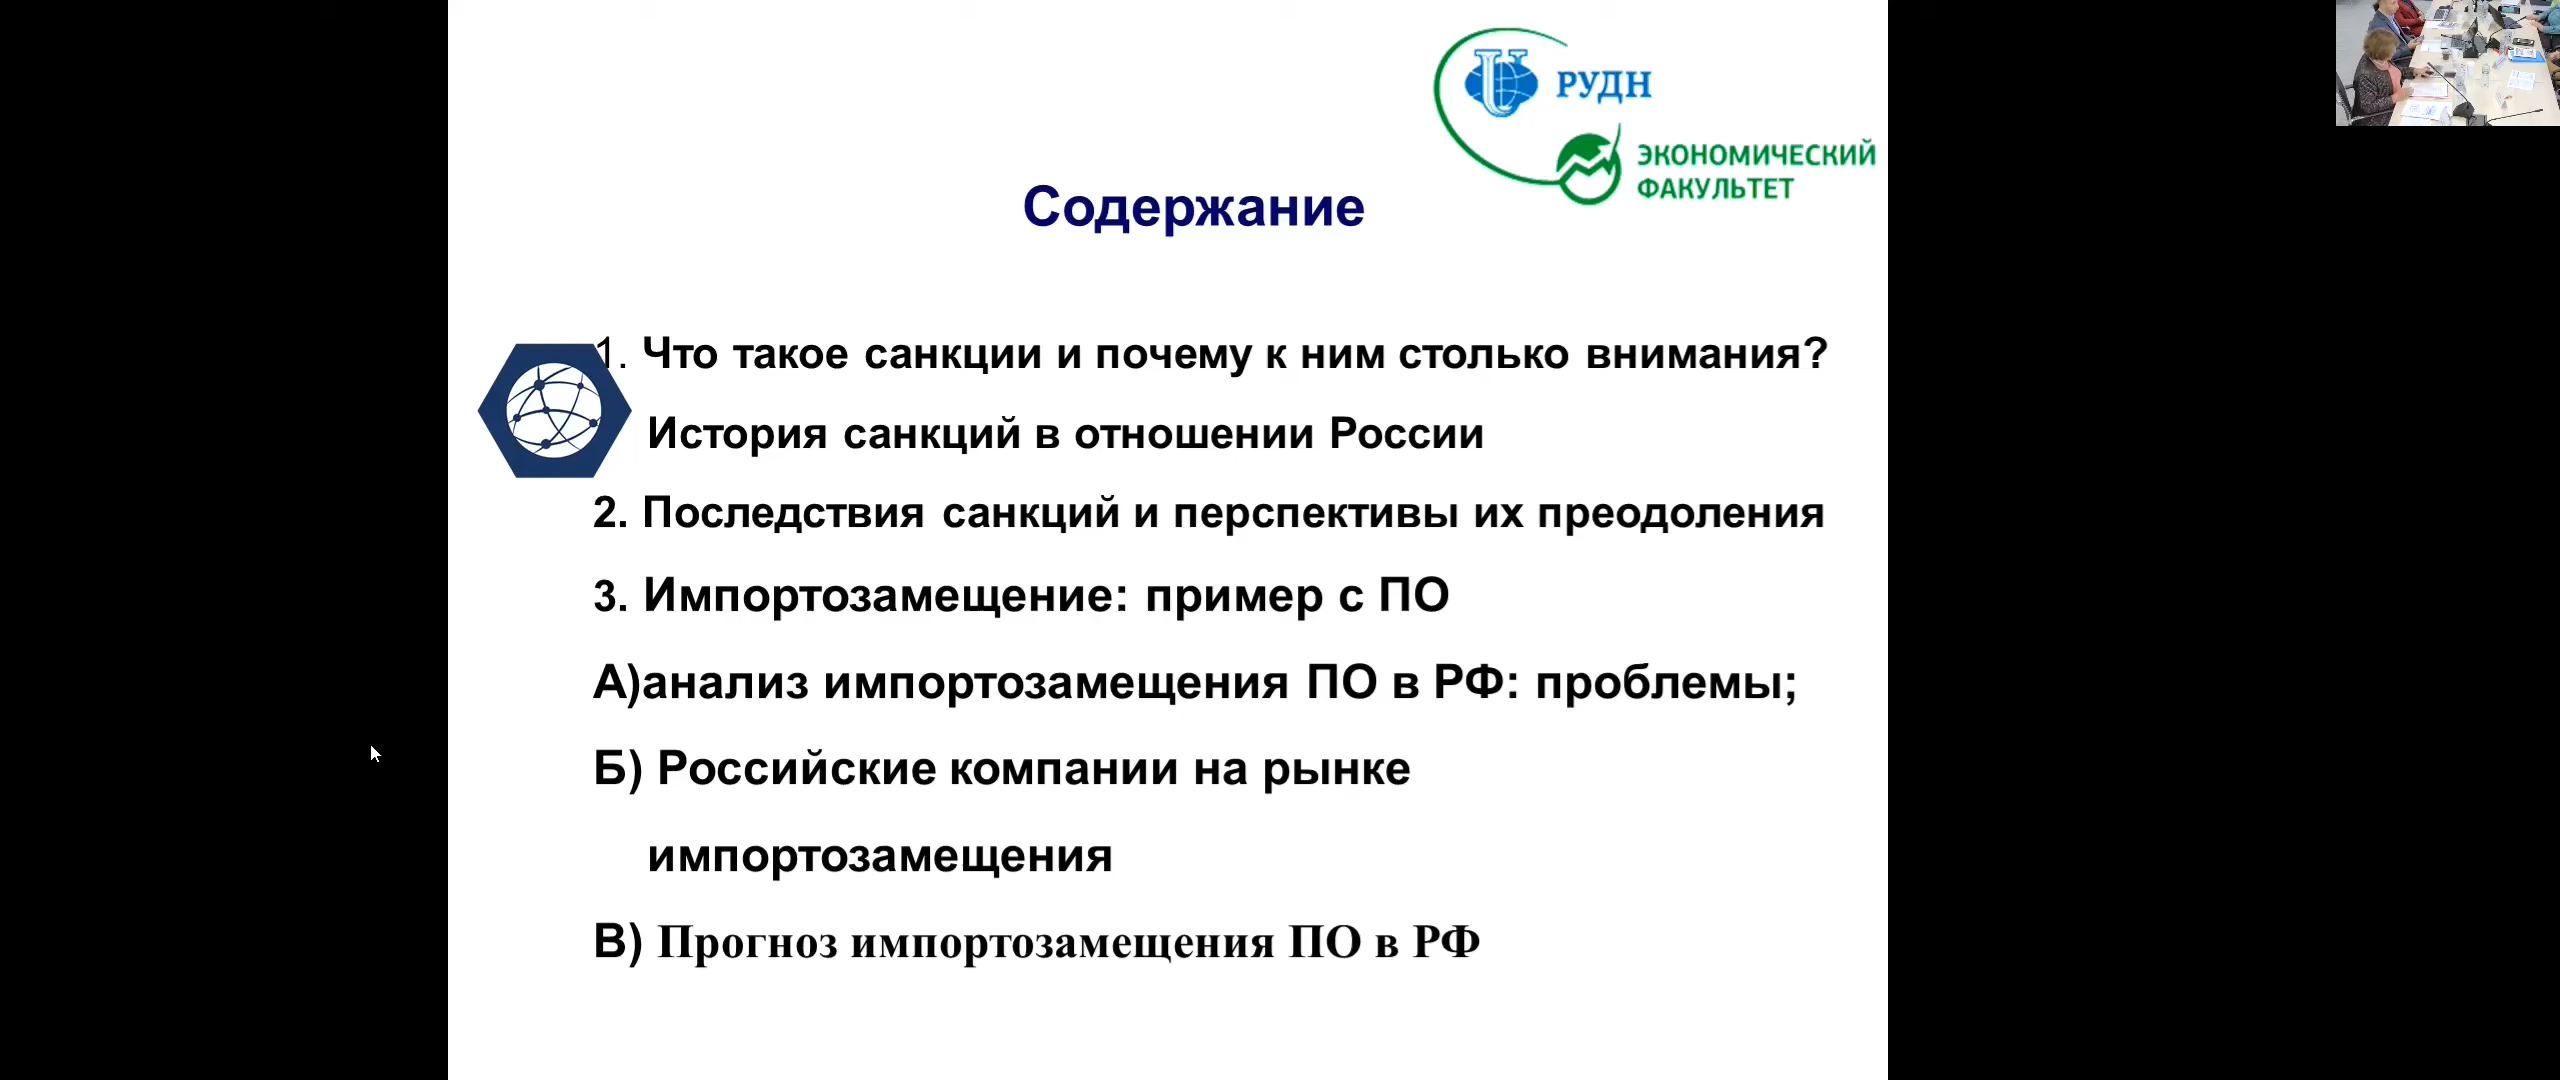 РУДН
ЭКОНОМИЧЕСКИЙ
ФАКУЛЬТЕТ
Содержание
1. Что такое санкции и почему к ним столько внимания?
История санкций в отношении России
2. Последствия санкций и перспективы их преодоления
3. Импортозамещение: пример с ПО
А)анализ импортозамещения ПО в РФ: проблемы;
Б) Российские компании на рынке
импортозамещения
В) Прогноз импортозамещения ПО в РФ